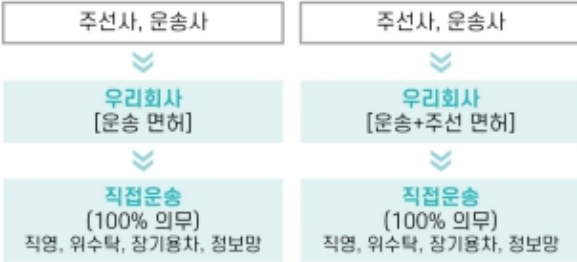 주선사, 운송사
우리회사
[운송 면허]
직접운송
(100% 의무)
직영, 위수탁, 장기용차, 정보망
주선사, 운송사
우리회사
[운송+주선 면허]
직접운송
(100% 의무)
직영, 위수탁, 장기용차, 정보망